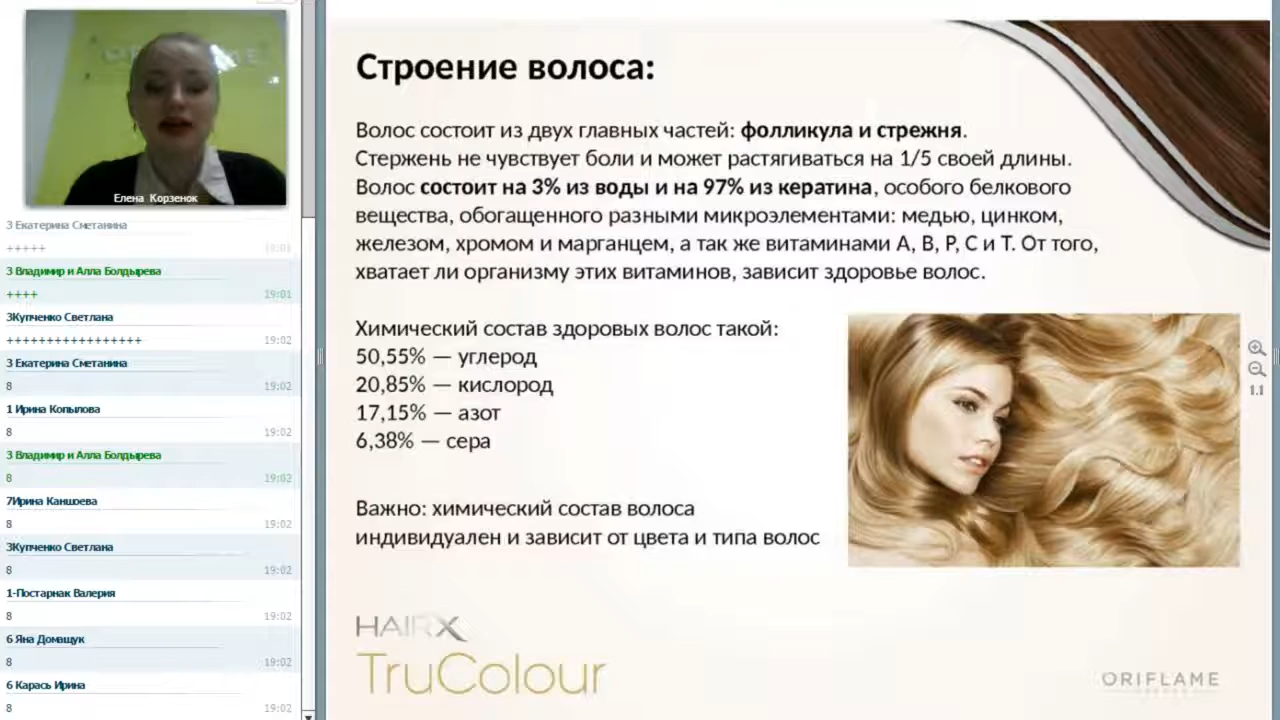 ORIFLAME
Елена Корзенок
3 Екатерина Сметанина
+++++
19:01
3 Владимир и Алла Болдырева
++++
19:01
3Купченко Светлана
+++++++++++++++++
19:02
3 Екатерина Сметанина
8
19:02
1 Ирина Копылова
8
19:02
3 Владимир и Алла Болдырева
8
19:02
7Ирина Каншоева
8
19:02
3Купченко Светлана
8
19:02
1-Постарнак Валерия
8
19:02
6 Яна Домащук
8
19:02
6 Карась Ирина
8
19:02
Строение волоса:
Волос состоит из двух главных частей: фолликула и стрежня.
Стержень не чувствует боли и может растягиваться на 1/5 своей длины.
Волос состоит на 3% из воды и на 97% из кератина, особого белкового
вещества, обогащенного разными микроэлементами: медью, цинком,
железом, хромом и марганцем, а так же витаминами А, В, Р, С и Т. От того,
хватает ли организму этих витаминов, зависит здоровье волос.
Химический состав здоровых волос такой:
50,55% — углерод
20,85% — кислород
17,15% — азот
6,38% — сера
Важно: химический состав волоса
индивидуален и зависит от цвета и типа волос
HAIRX
TruColour
ORIFLAME
1.1